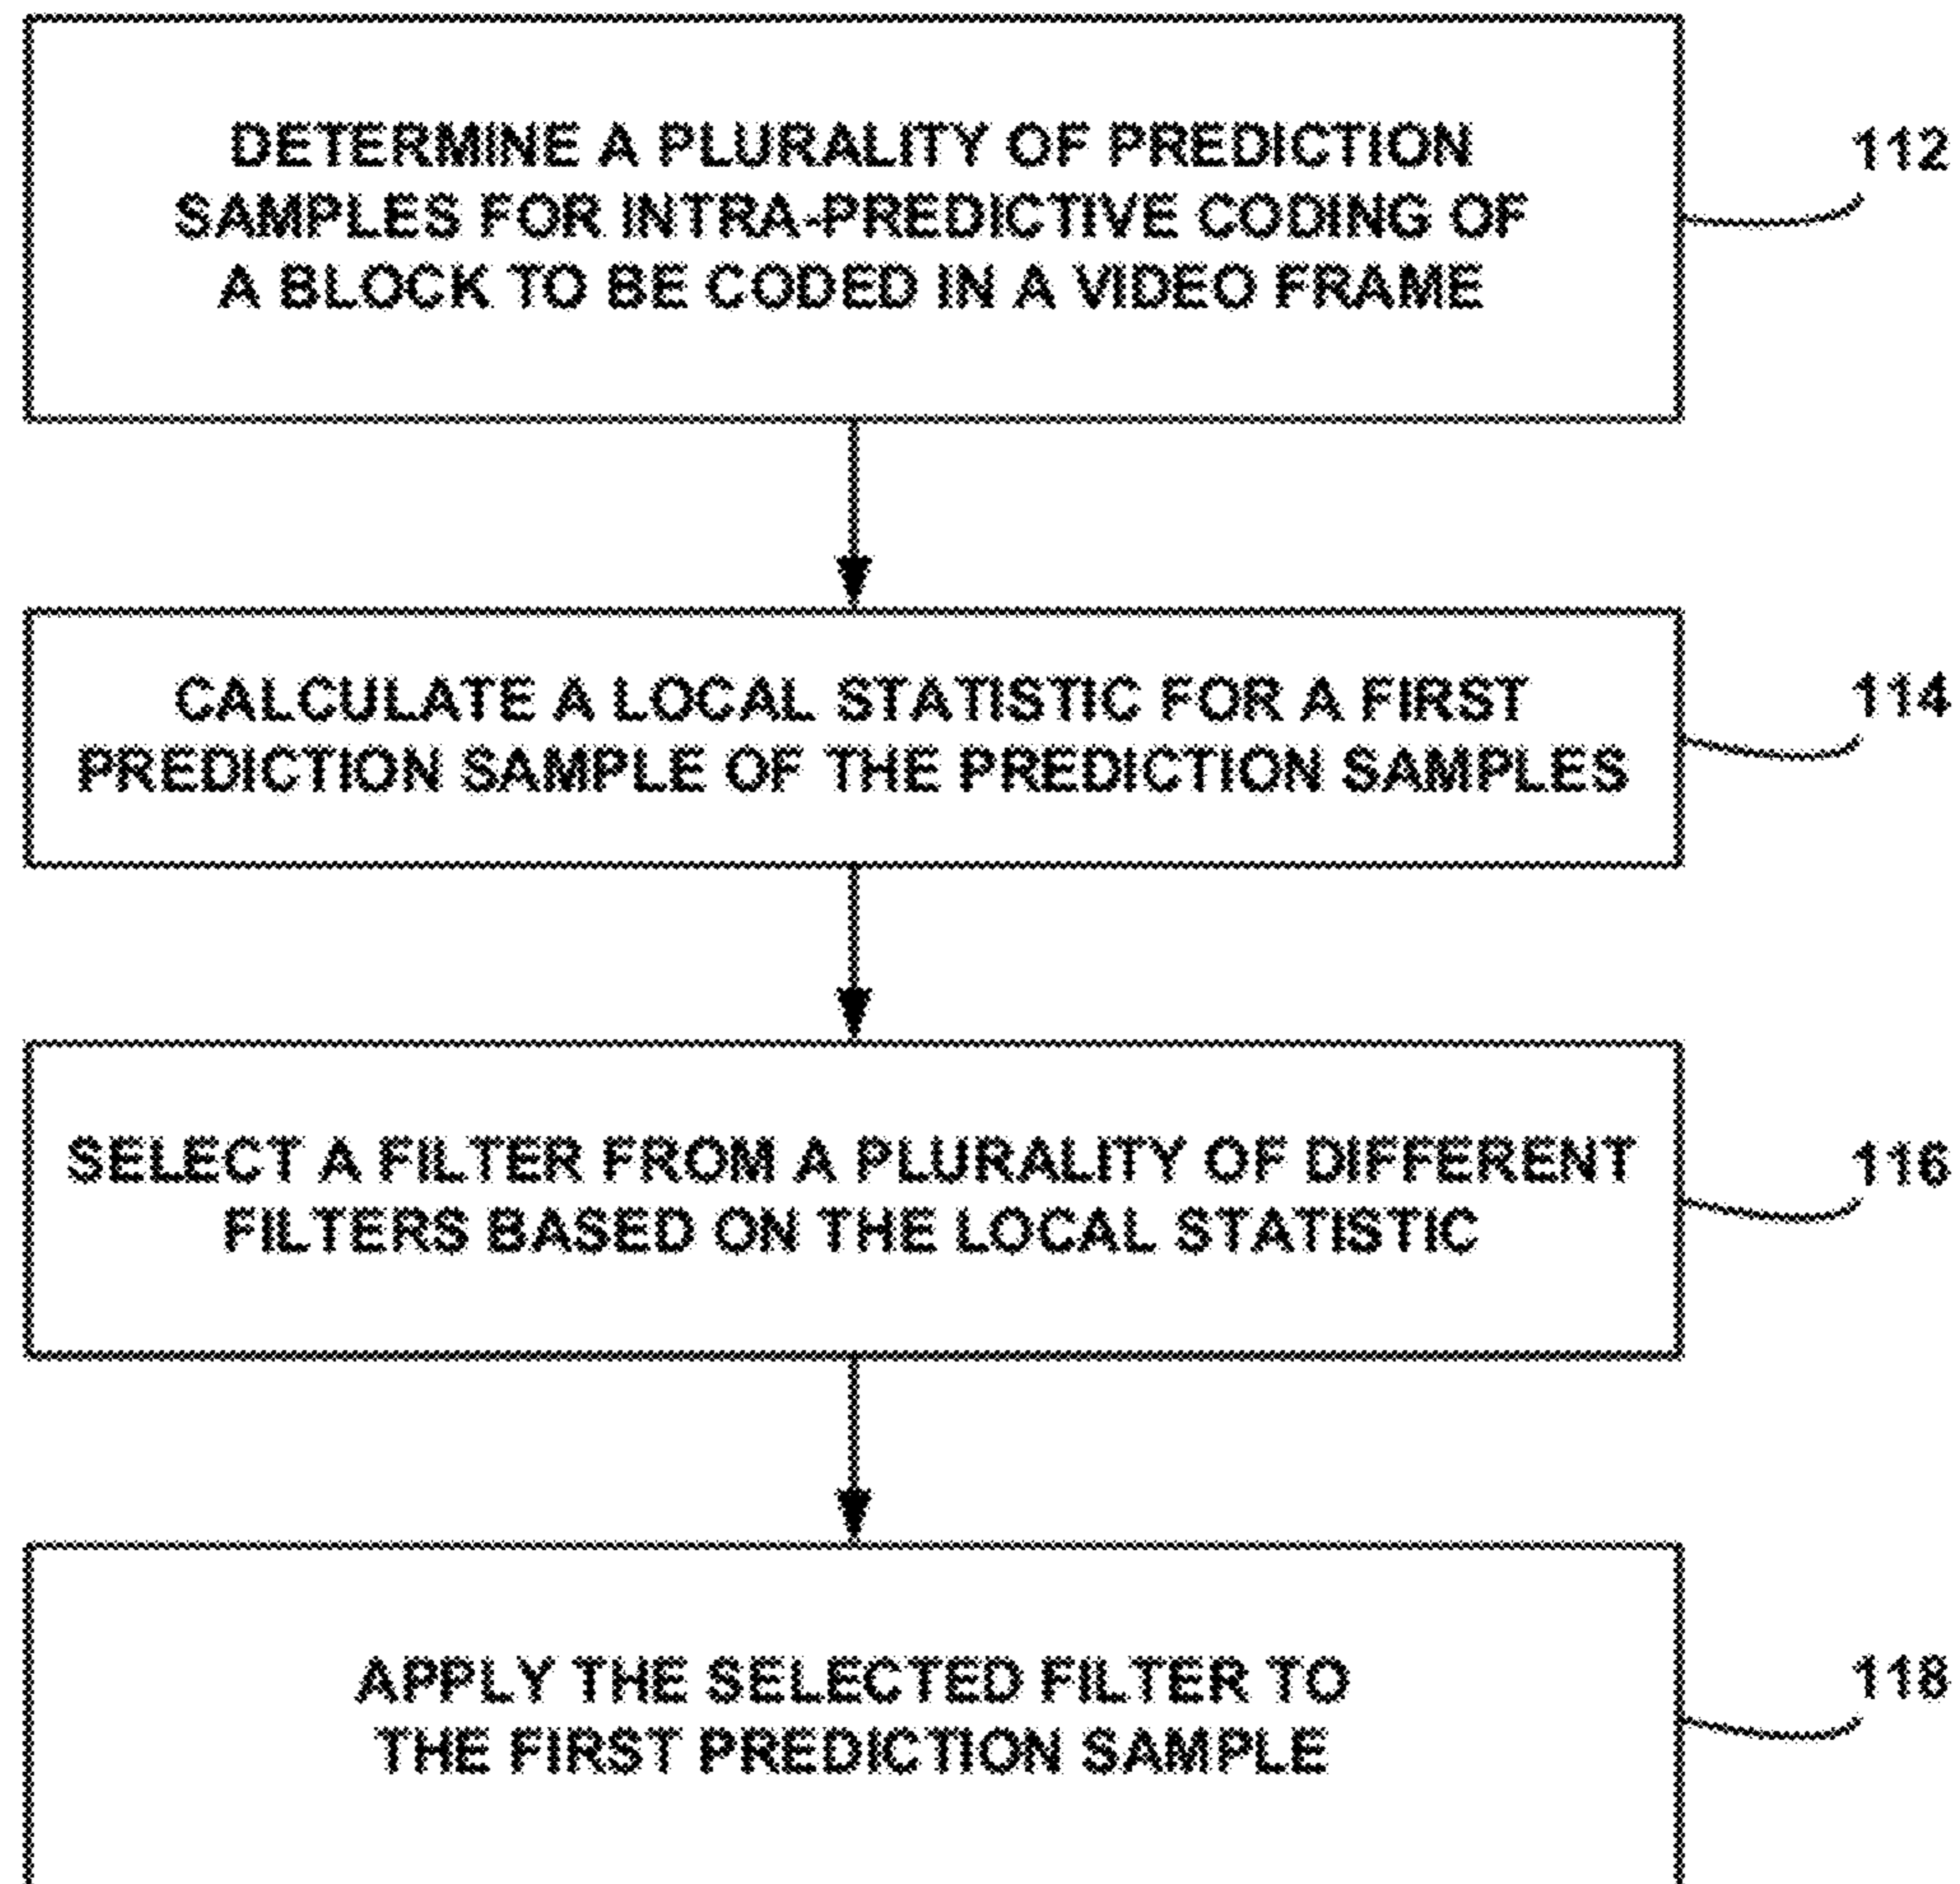 DETERMINE A PLURALITY OF PREDICTION
SAMPLES FOR INTRA-PREDICTIVE CODING OF
A BLOCK TO BE CODED IN A VIDEO FRAME
112
CALCULATE A LOCAL STATISTIC FOR A FIRST
PREDICTION SAMPLE OF THE PREDICTION SAMPLES
114
SELECT A FILTER FROM A PLURALITY OF DIFFERENT
FILTERS BASED ON THE LOCAL STATISTIC
116
APPLY THE SELECTED FILTER TO
THE FIRST PREDICTION SAMPLE
118